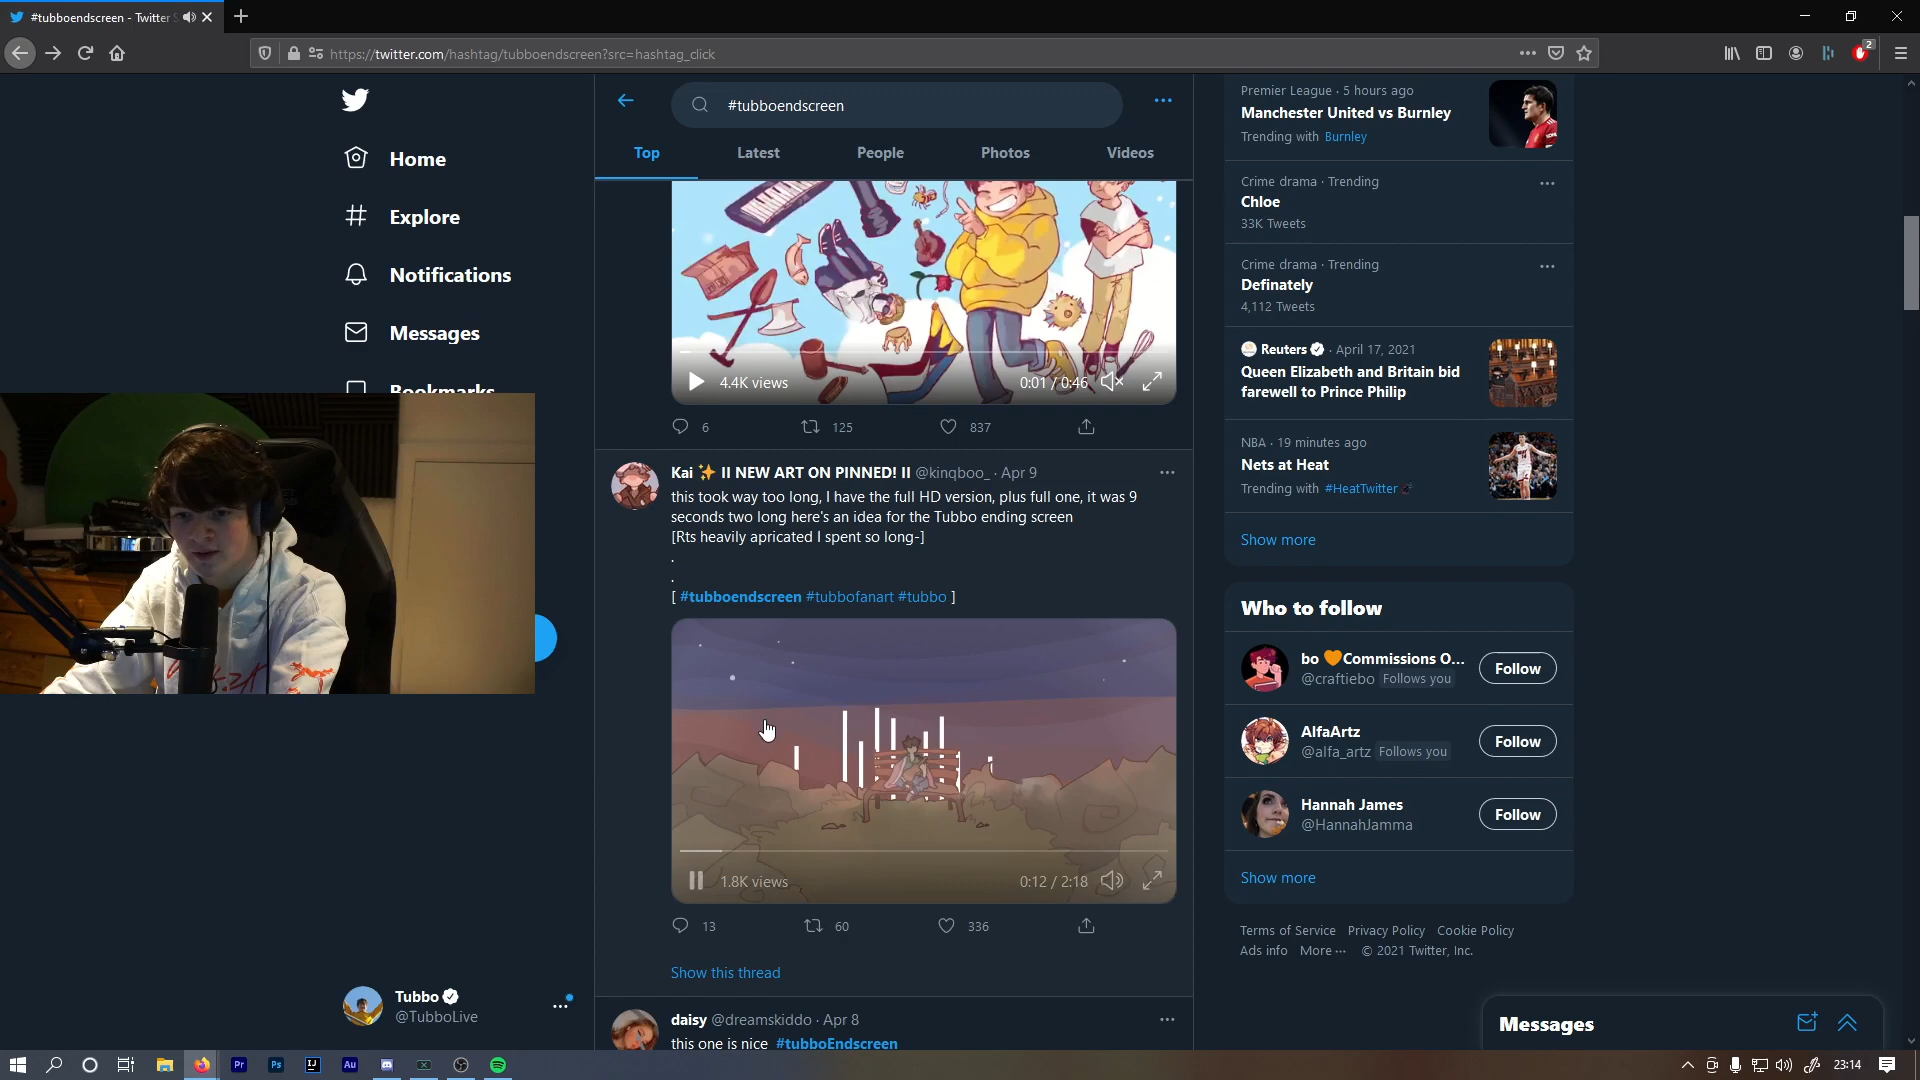 #tubboendscreen - Twitter S
https://twitter.com/hashtag/tubboendscreen?src=hashtag_click
2
Home
Explore
Notifications
Messages
Bookmarks
Tubbo
@TubboLive
#tubboendscreen
Top
Latest
People
Photos
Videos
4.4K views
0:01 / 0:46
6
125
837
Kai ✨ II NEW ART ON PINNED! II @kingboo_ · Apr 9
this took way too long, I have the full HD version, plus full one, it was 9
seconds two long here's an idea for the Tubbo ending screen
[Rts heavily apricated I spent so long-]
.
.
[ #tubboendscreen #tubbofanart #tubbo ]
1.8K views
0:12 / 2:18
13
60
336
Show this thread
daisy @dreamskiddo · Apr 8
this one is nice #tubboEndscreen
Premier League · 5 hours ago
Manchester United vs Burnley
Trending with Burnley
Crime drama · Trending
Chloe
33K Tweets
Crime drama · Trending
Definately
4,112 Tweets
Reuters · April 17, 2021
Queen Elizabeth and Britain bid
farewell to Prince Philip
NBA · 19 minutes ago
Nets at Heat
Trending with #HeatTwitter
Show more
Who to follow
bo 🧡Commissions O...
@craftiebo Follows you
Follow
AlfaArtz
@alfa_artz Follows you
Follow
Hannah James
@HannahJamma
Follow
Show more
Terms of Service Privacy Policy Cookie Policy
Ads info More ··· © 2021 Twitter, Inc.
Messages
Pr
Ps
IJ
Au
23:14